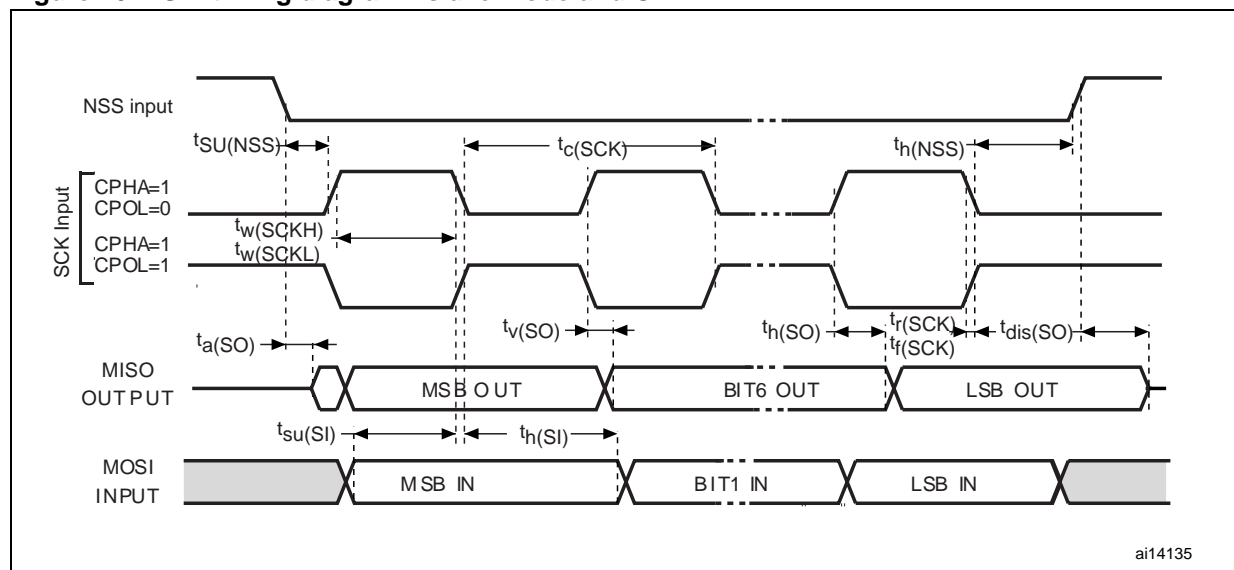 NSS input
tSU(NSS)
tc(SCK)
th(NSS)
SCK Input
CPHA=1
CPOL=0
tw(SCKH)
tw(SCKL)
CPHA=1
CPOL=1
ta(SO)
tv(SO)
th(SO)
tr(SCK)
tf(SCK)
tdis(SO)
MISO
OUTPUT
MSB OUT
BIT6 OUT
LSB OUT
tsu(SI)
th(SI)
MOSI
INPUT
MSB IN
BIT1 IN
LSB IN
ai14135